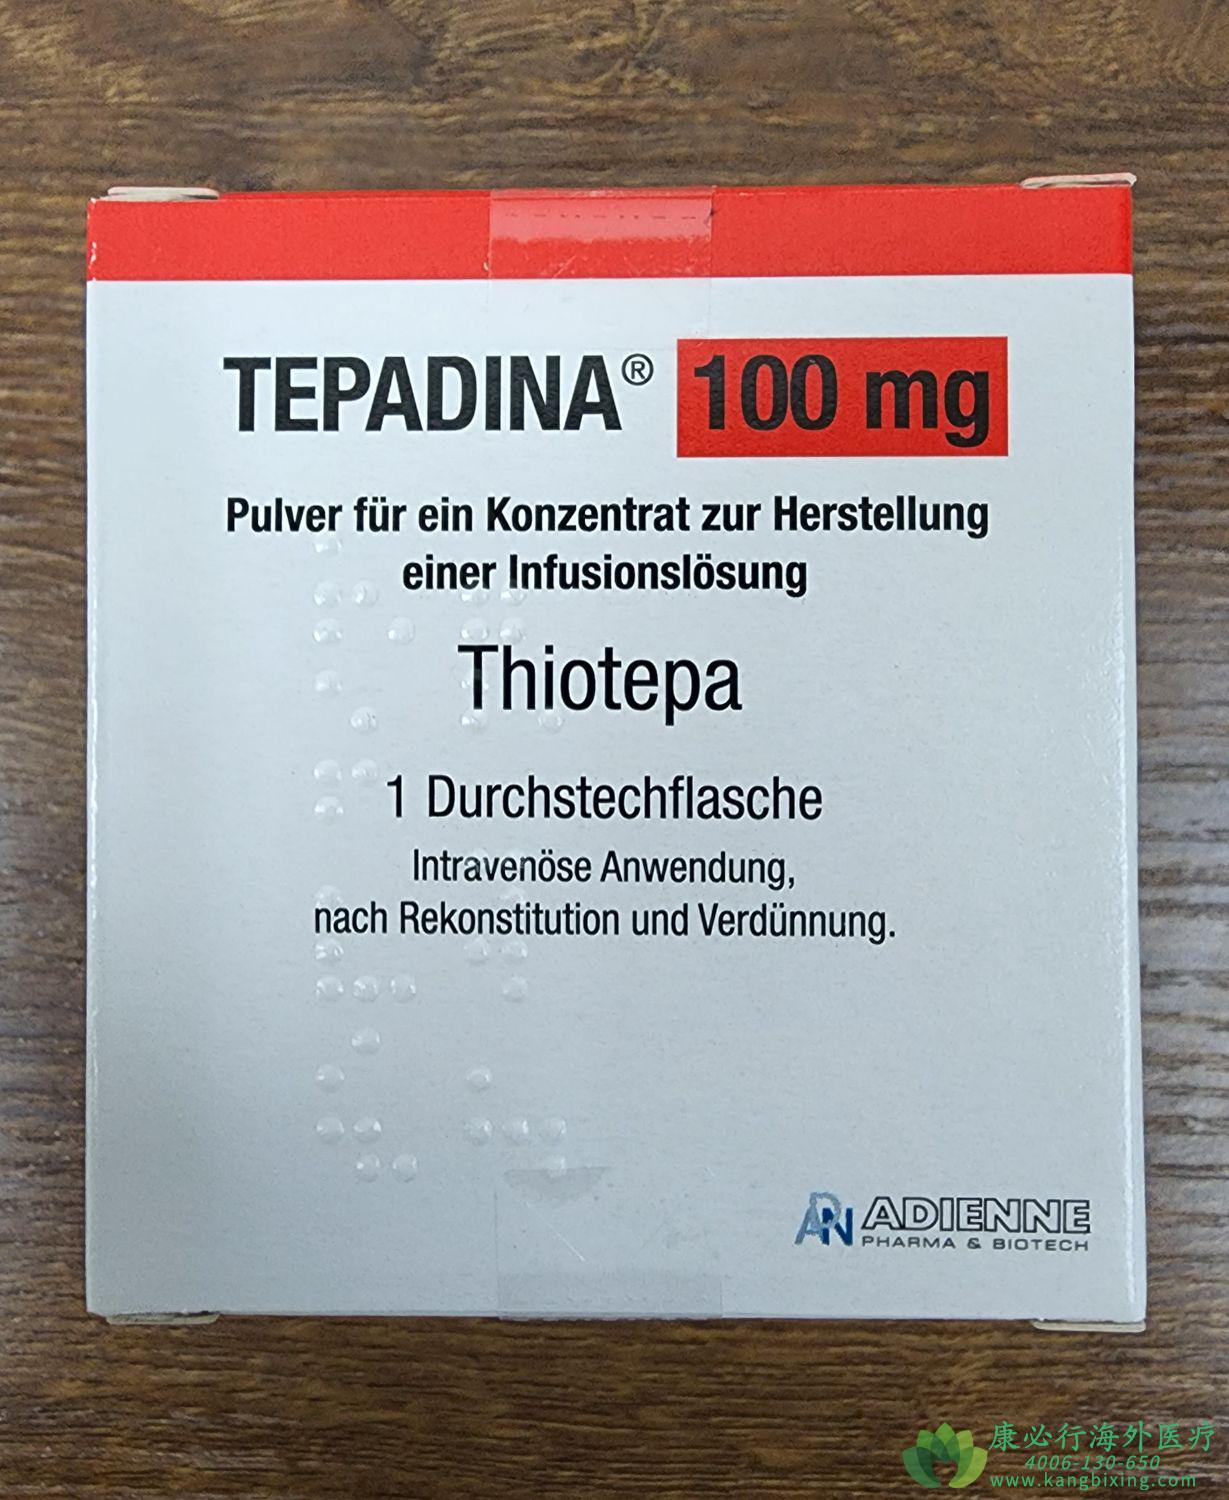 TEPADINA® 100 mg
Pulver für ein Konzentrat zur Herstellung
einer Infusionslösung
Thiotepa
1 Durchstechflasche
Intravenöse Anwendung,
nach Rekonstitution und Verdünnung.
ADIENNE
PHARMA & BIOTECH
康必行海外医疗
4006-130-650
www.kangbixing.com